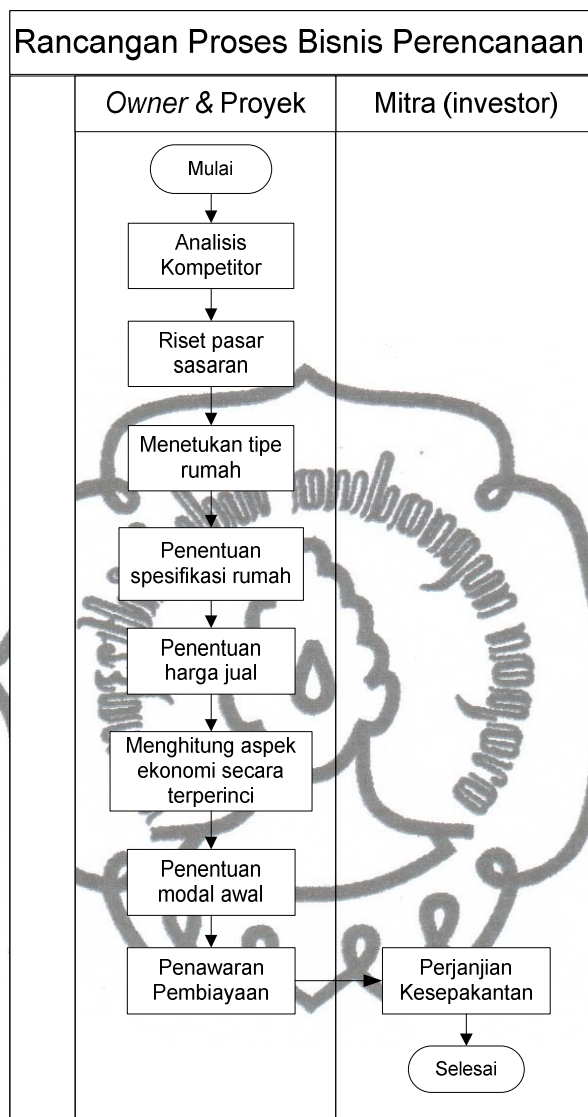 Rancangan Proses Bisnis Perencanaan
Owner & Proyek
Mitra (investor)
Mulai
Analisis
Kompetitor
Riset pasar
sasaran
Menetukan tipe
rumah
Penentuan
spesifikasi rumah
Penentuan
harga jual
Menghitung aspek
ekonomi secara
terperinci
Penentuan
modal awal
Penawaran
Pembiayaan
Perjanjian
Kesepakantan
Selesai